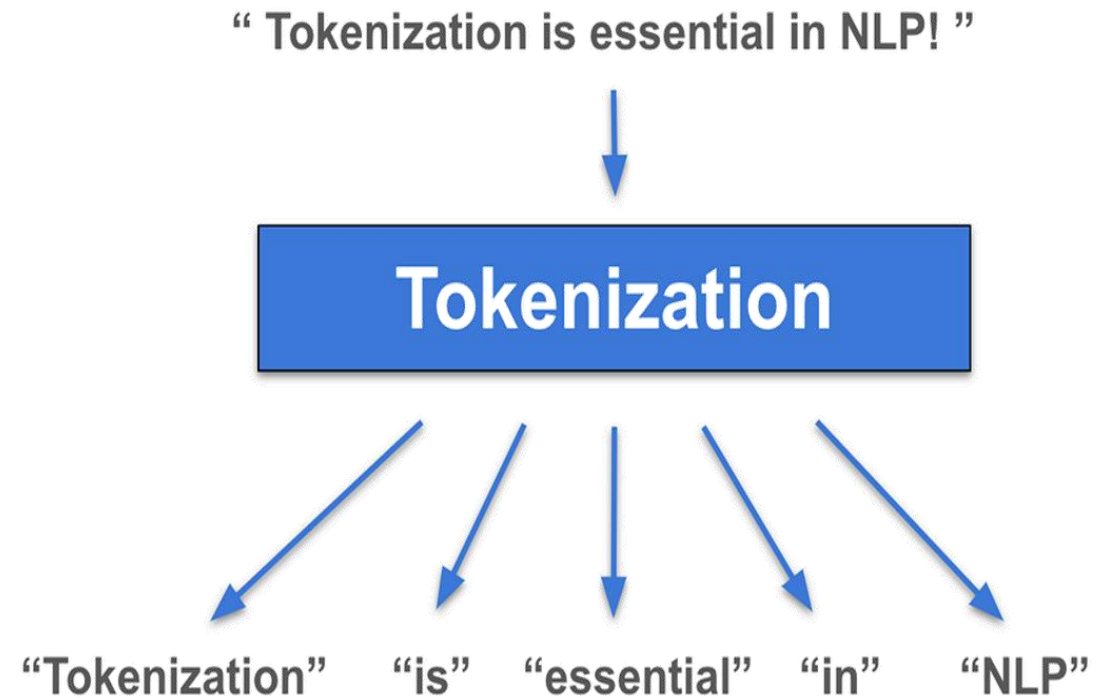 “ Tokenization is essential in NLP! ”
Tokenization
“Tokenization” “is” “essential” “in” “NLP”